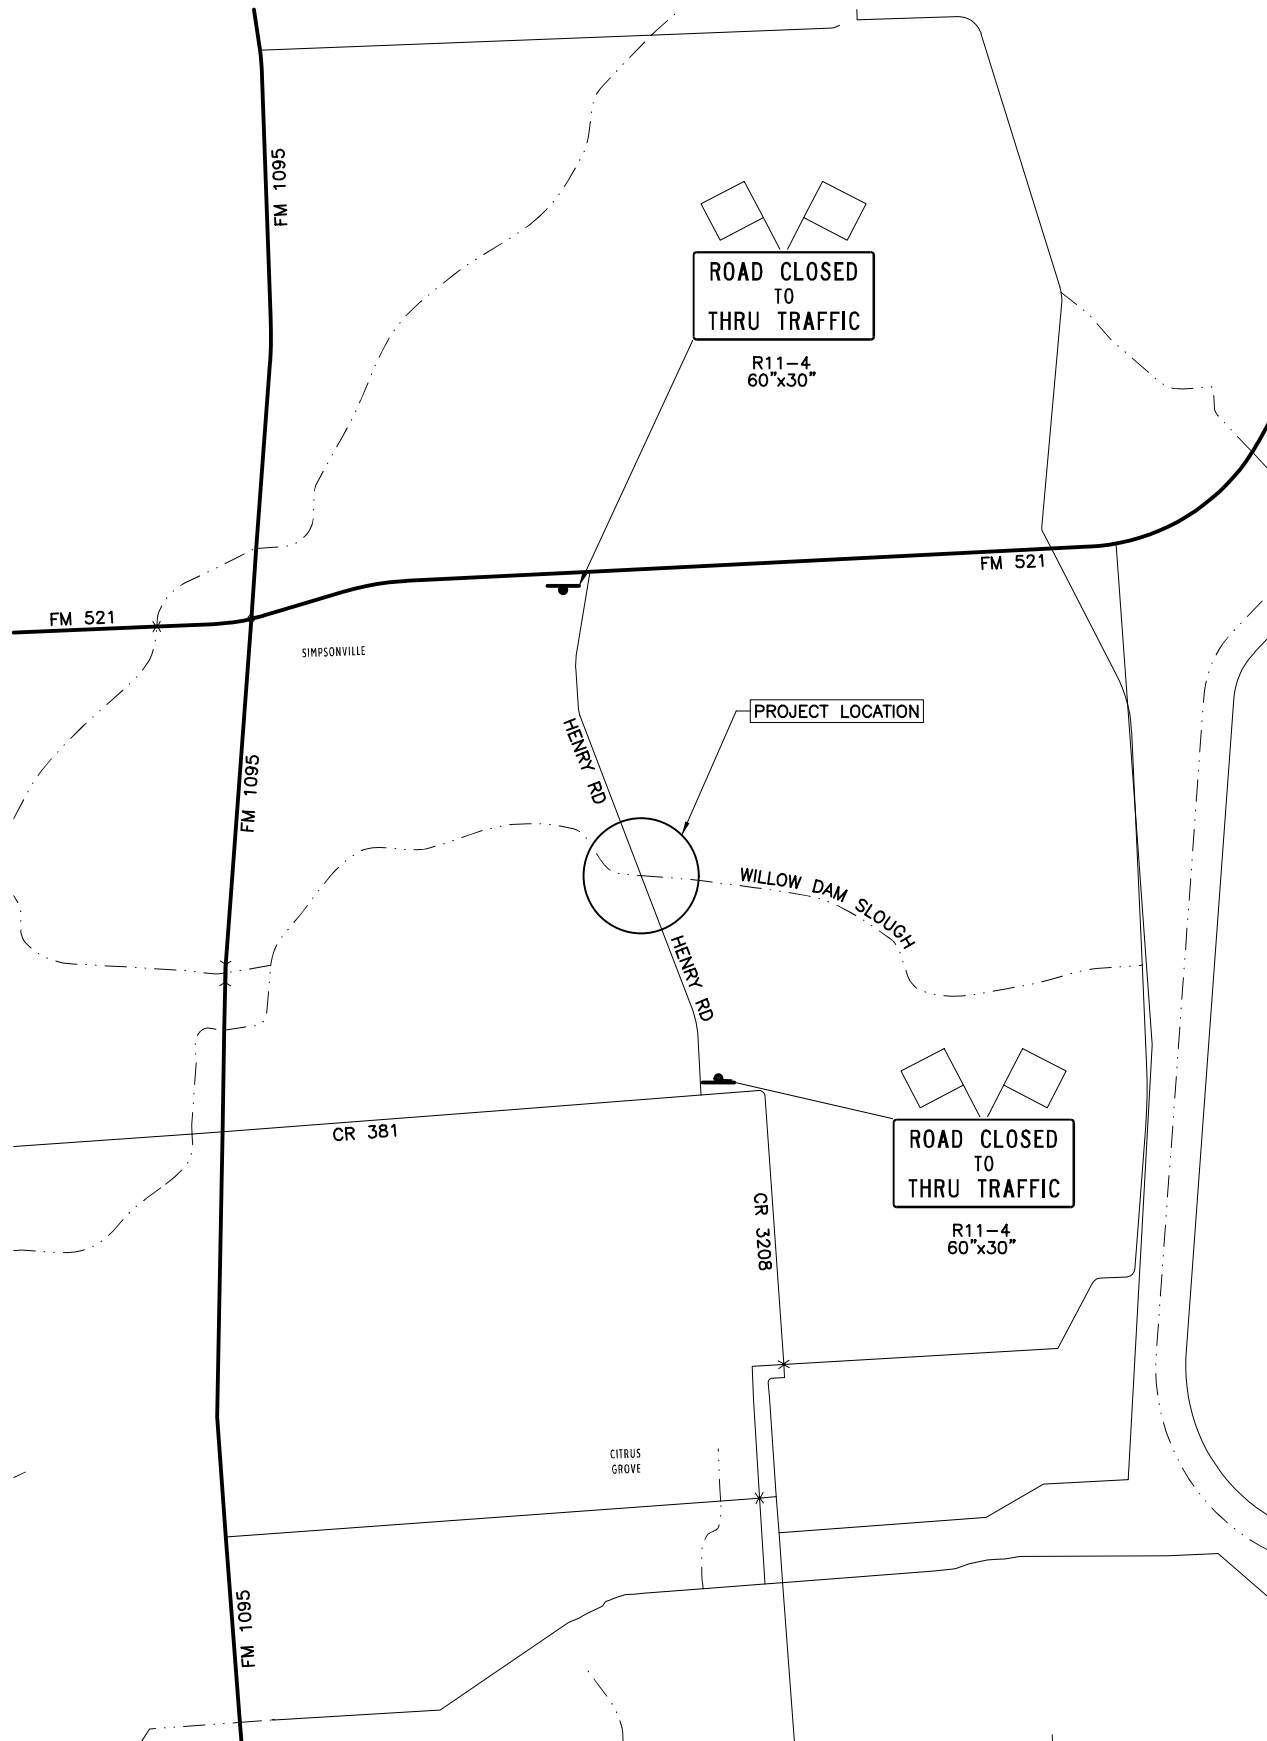 FM 1095
ROAD CLOSED
TO
THRU TRAFFIC
R11-4
60"x30"
FM 521
FM 521
SIMPSONVILLE
PROJECT LOCATION
HENRY RD
FM 1095
WILLOW DAM SLOUGH
HENRY RD
CR 381
ROAD CLOSED
TO
THRU TRAFFIC
R11-4
60"x30"
CR 3208
CITRUS
GROVE
FM 1095